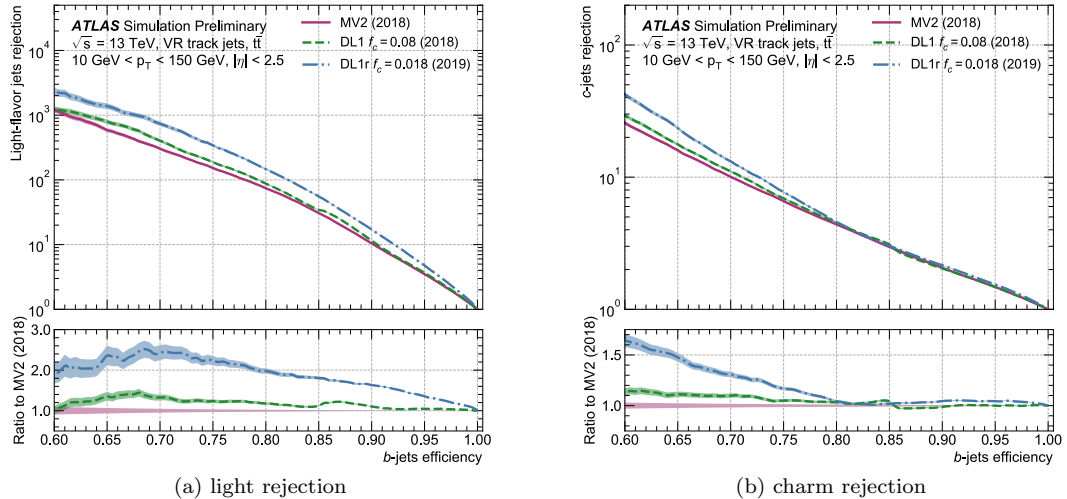 Light-flavor jets rejection
10⁴
10³
10²
10¹
10⁰
ATLAS Simulation Preliminary
√s = 13 TeV, VR track jets, tt̄
10 GeV < p_T < 150 GeV, |η| < 2.5
MV2 (2018)
DL1 f_c = 0.08 (2018)
DL1r f_c = 0.018 (2019)
Ratio to MV2 (2018)
3.0
2.0
1.0
0.60 0.65 0.70 0.75 0.80 0.85 0.90 0.95 1.00
b-jets efficiency
(a) light rejection
c-jets rejection
10²
10¹
10⁰
ATLAS Simulation Preliminary
√s = 13 TeV, VR track jets, tt̄
10 GeV < p_T < 150 GeV, |η| < 2.5
MV2 (2018)
DL1 f_c = 0.08 (2018)
DL1r f_c = 0.018 (2019)
Ratio to MV2 (2018)
1.5
1.0
0.60 0.65 0.70 0.75 0.80 0.85 0.90 0.95 1.00
b-jets efficiency
(b) charm rejection